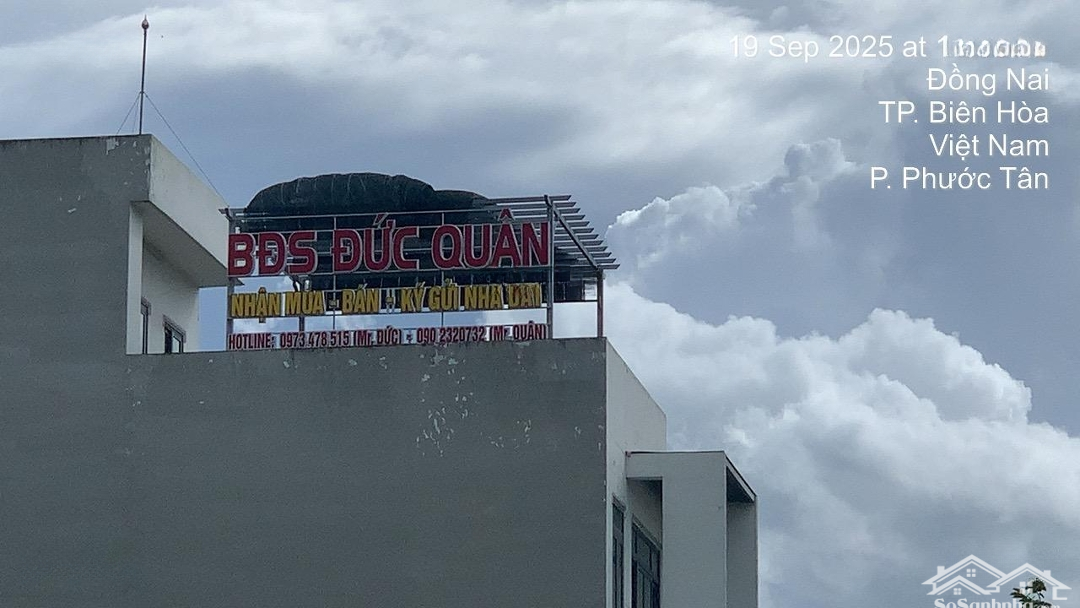 19 Sep 2025 at
Đồng Nai
TP. Biên Hòa
Việt Nam
P. Phước Tân
BĐS ĐỨC QUÂN
NHẬN MUA - BÁN - KÝ GỬI NHÀ ĐẤT
HOTLINE: 0973 478 515 (Mr. ĐỨC) - 090 2320732 (Mr. QUÂN)